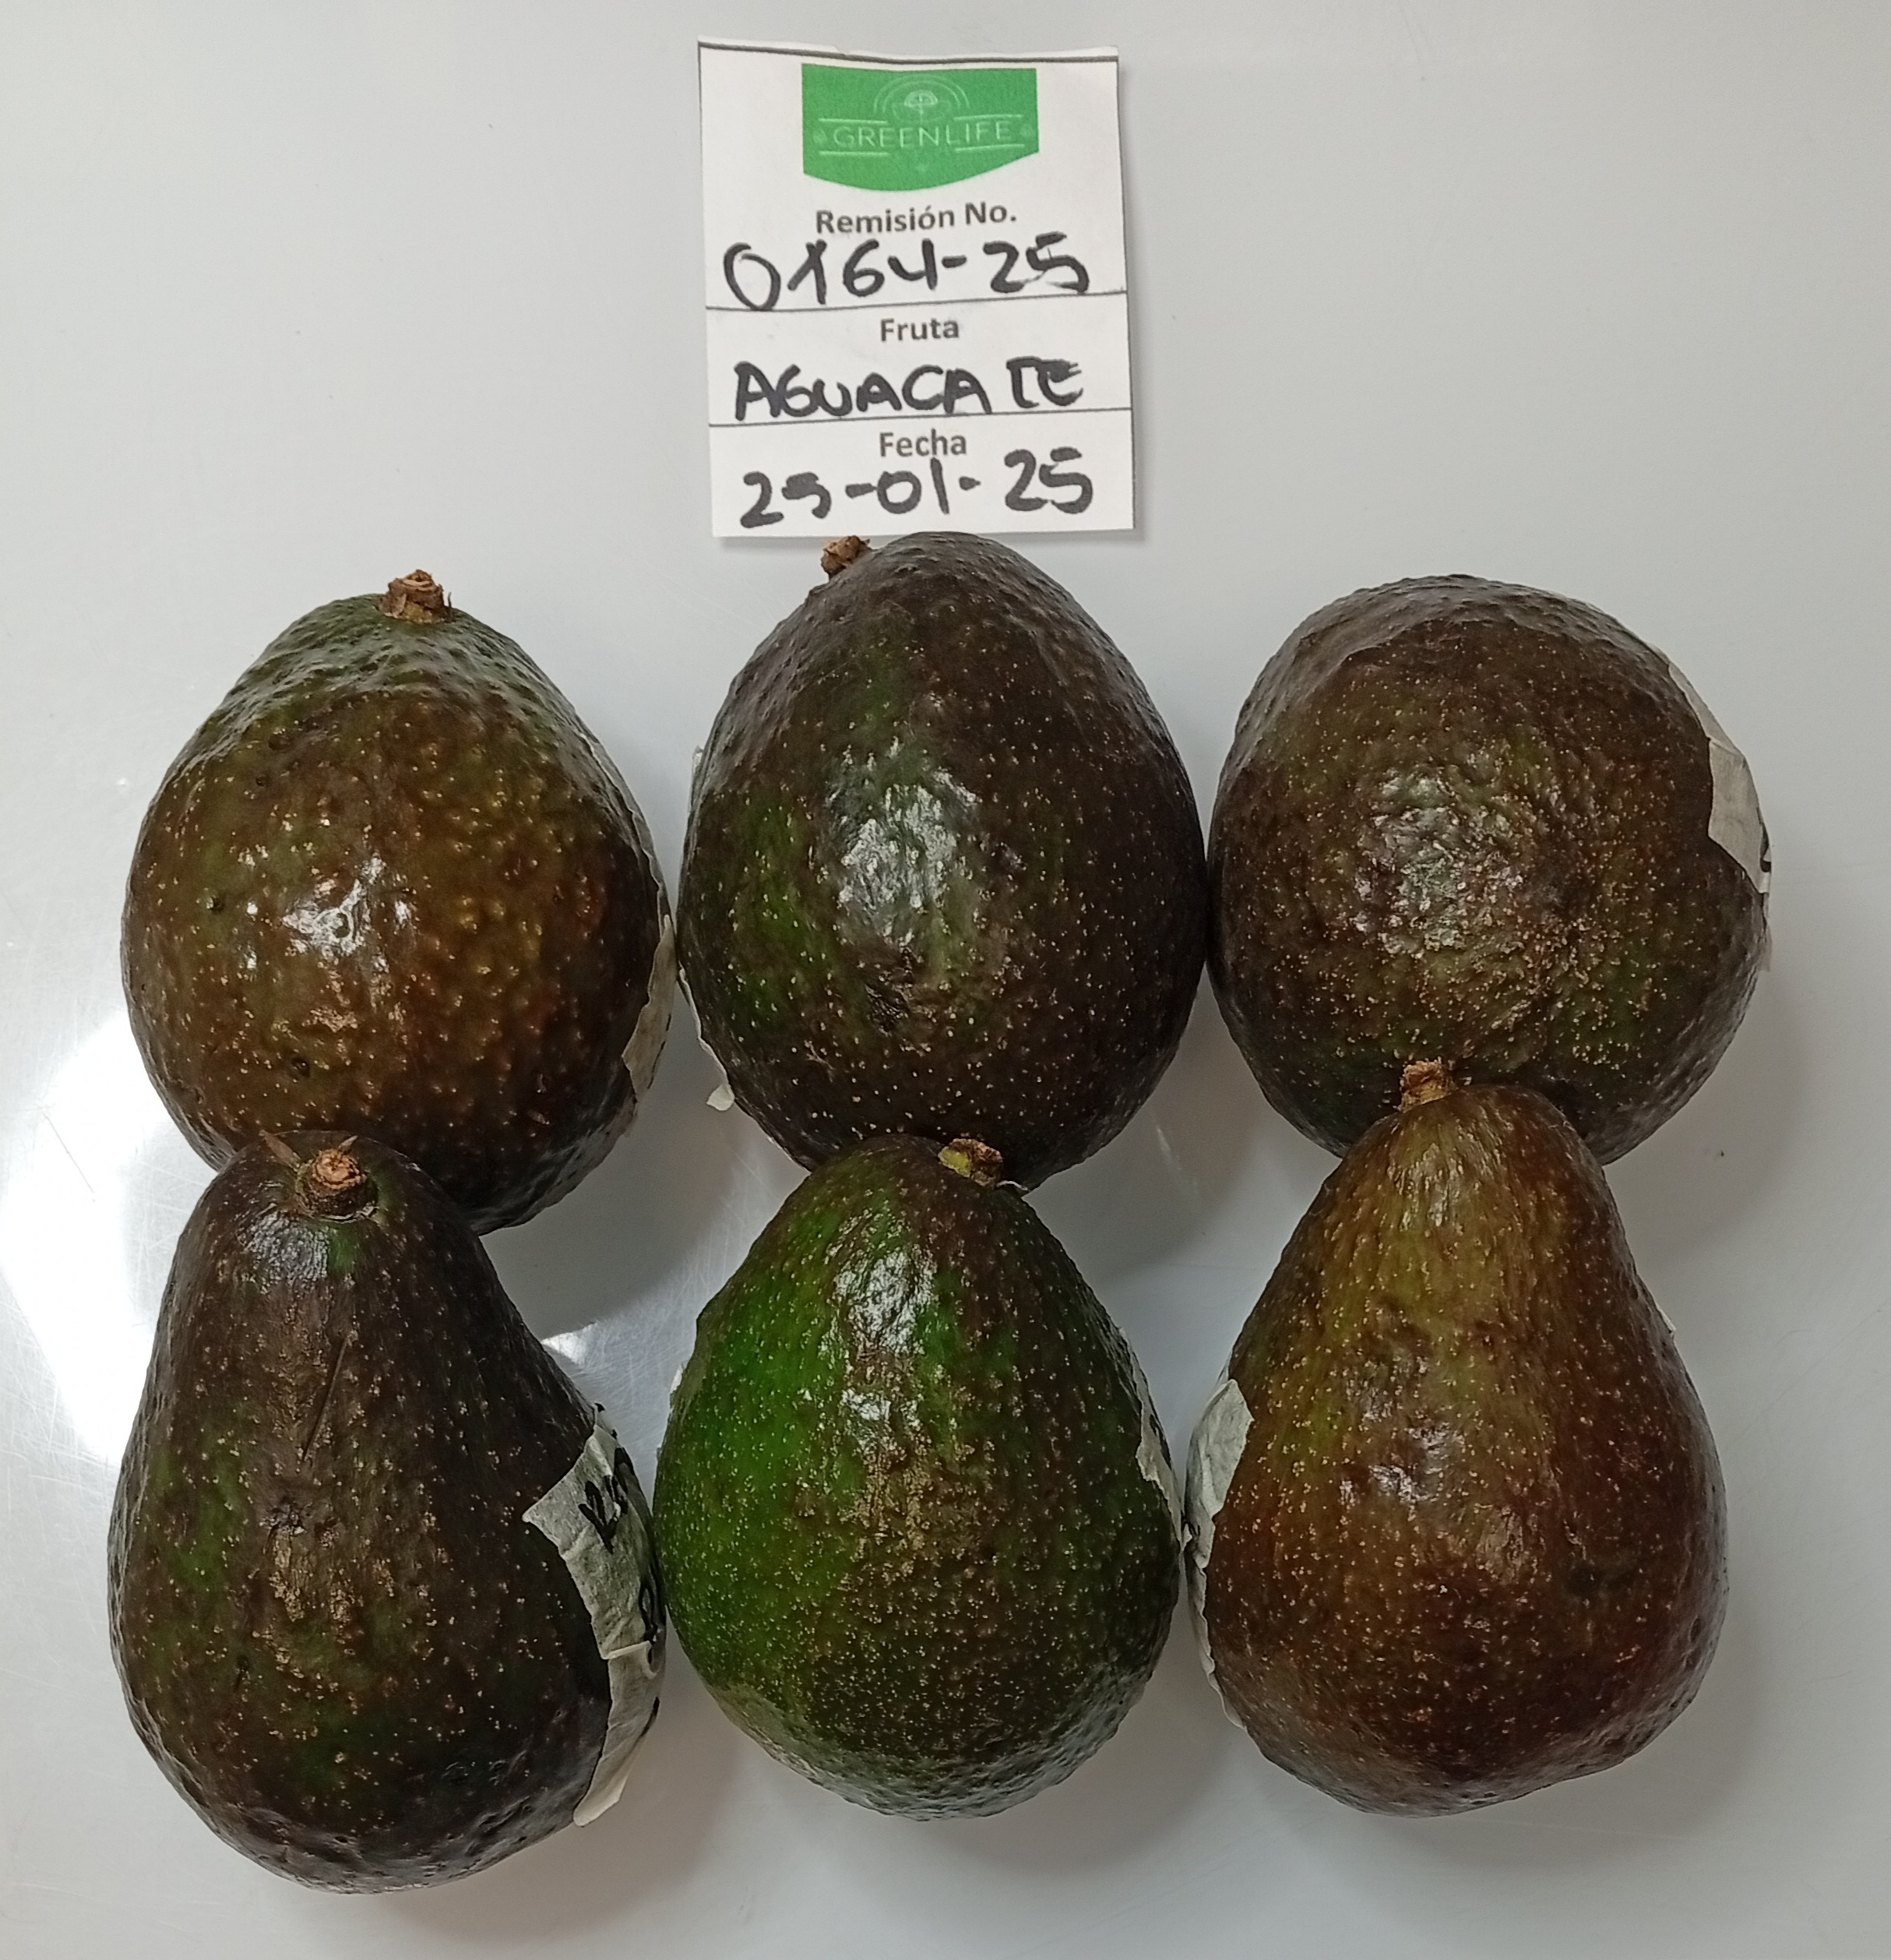 GREENLIFE
Remisión No.
0164-25
Fruta
AGUACATE
Fecha
25-01-25